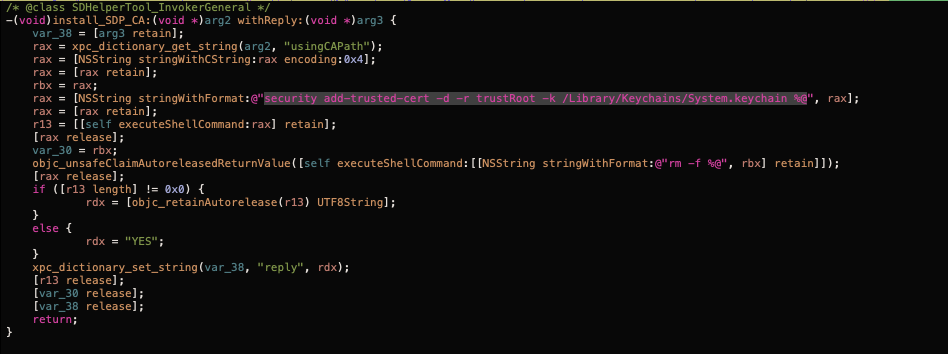 /* @class SDHelperTool_InvokerGeneral */
-(void)install_SDP_CA:(void *)arg2 withReply:(void *)arg3 {
var_38 = [arg3 retain];
rax = xpc_dictionary_get_string(arg2, "usingCAPath");
rax = [NSString stringWithCString:rax encoding:0x4];
rax = [rax retain];
rbx = rax;
rax = [NSString stringWithFormat:@"security add-trusted-cert -d -r trustRoot -k /Library/Keychains/System.keychain %@", rax];
rax = [rax retain];
r13 = [[self executeShellCommand:rax] retain];
[rax release];
var_30 = rbx;
objc_unsafeClaimAutoreleasedReturnValue([self executeShellCommand:[[NSString stringWithFormat:@"rm -f %@", rbx] retain]]);
[rax release];
if ([r13 length] != 0x0) {
rdx = [objc_retainAutorelease(r13) UTF8String];
}
else {
rdx = "YES";
}
xpc_dictionary_set_string(var_38, "reply", rdx);
[r13 release];
[var_30 release];
[var_38 release];
return;
}